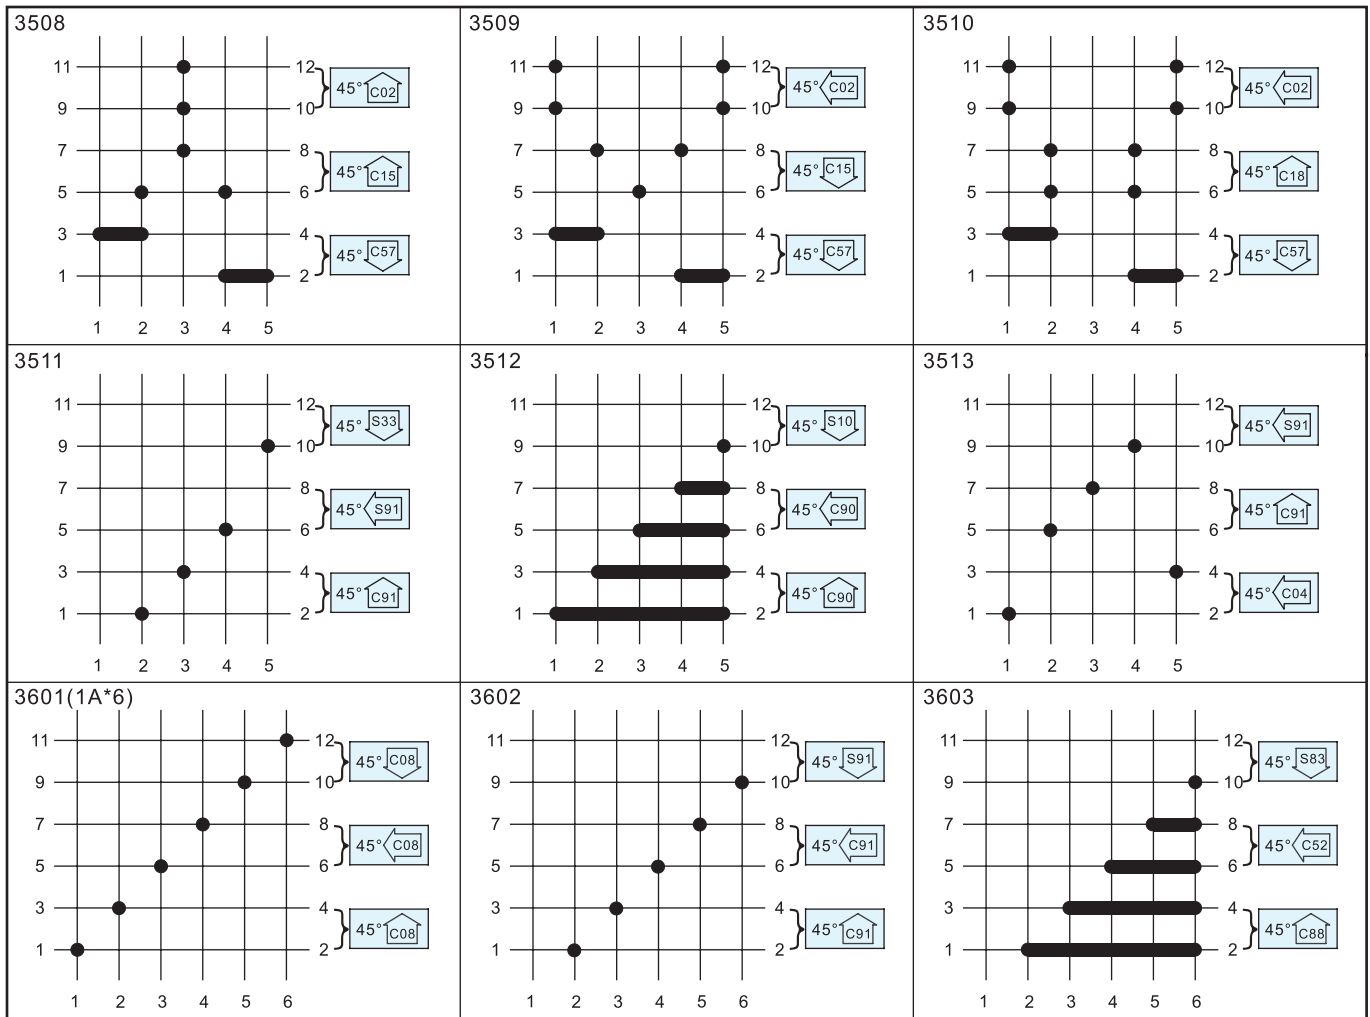 3508
11 12
45° C02
9 10
7 8
45° C15
5 6
3 4
45° C57
1 2
1 2 3 4 5
3509
11 12
45° C02
9 10
7 8
45° C15
5 6
3 4
45° C57
1 2
1 2 3 4 5
3510
11 12
45° C02
9 10
7 8
45° C18
5 6
3 4
45° C57
1 2
1 2 3 4 5
3511
11 12
45° S33
9 10
7 8
45° S91
5 6
3 4
45° C91
1 2
1 2 3 4 5
3512
11 12
45° S10
9 10
7 8
45° C90
5 6
3 4
45° C90
1 2
1 2 3 4 5
3513
11 12
45° S91
9 10
7 8
45° C91
5 6
3 4
45° C04
1 2
1 2 3 4 5
3601(1A*6)
11 12
45° C08
9 10
7 8
45° C08
5 6
3 4
45° C08
1 2
1 2 3 4 5 6
3602
11 12
45° S91
9 10
7 8
45° C91
5 6
3 4
45° C91
1 2
1 2 3 4 5 6
3603
11 12
45° S83
9 10
7 8
45° C52
5 6
3 4
45° C88
1 2
1 2 3 4 5 6